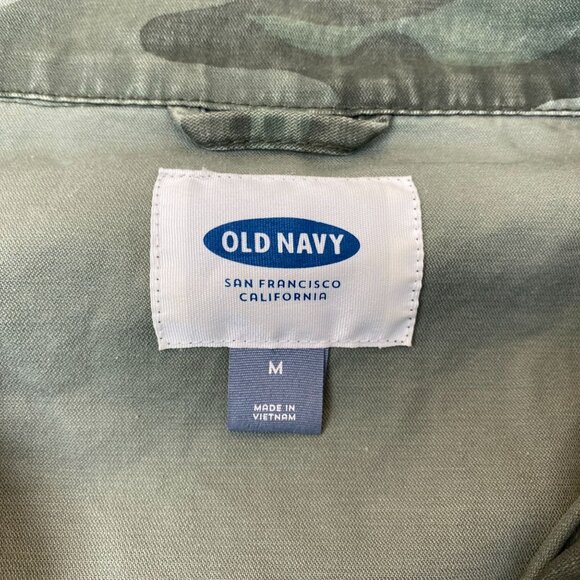 OLD NAVY
SAN FRANCISCO
CALIFORNIA
M
MADE IN
VIETNAM